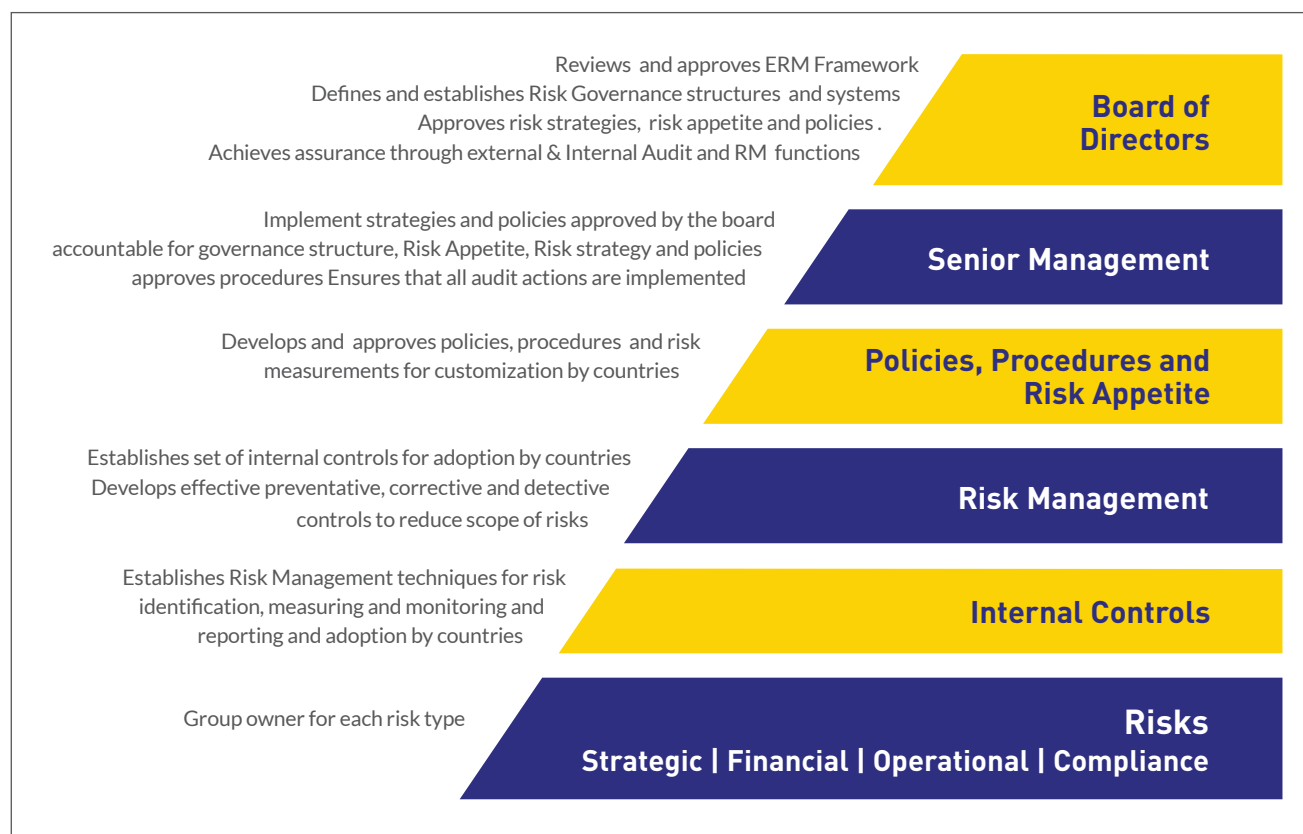 Reviews and approves ERM Framework
Defines and establishes Risk Governance structures and systems
Approves risk strategies, risk appetite and policies .
Achieves assurance through external & Internal Audit and RM functions
Board of
Directors
Implement strategies and policies approved by the board
accountable for governance structure, Risk Appetite, Risk strategy and policies
approves procedures Ensures that all audit actions are implemented
Senior Management
Develops and approves policies, procedures and risk
measurements for customization by countries
Policies, Procedures and
Risk Appetite
Establishes set of internal controls for adoption by countries
Develops effective preventative, corrective and detective
controls to reduce scope of risks
Risk Management
Establishes Risk Management techniques for risk
identification, measuring and monitoring and
reporting and adoption by countries
Internal Controls
Group owner for each risk type
Risks
Strategic | Financial | Operational | Compliance